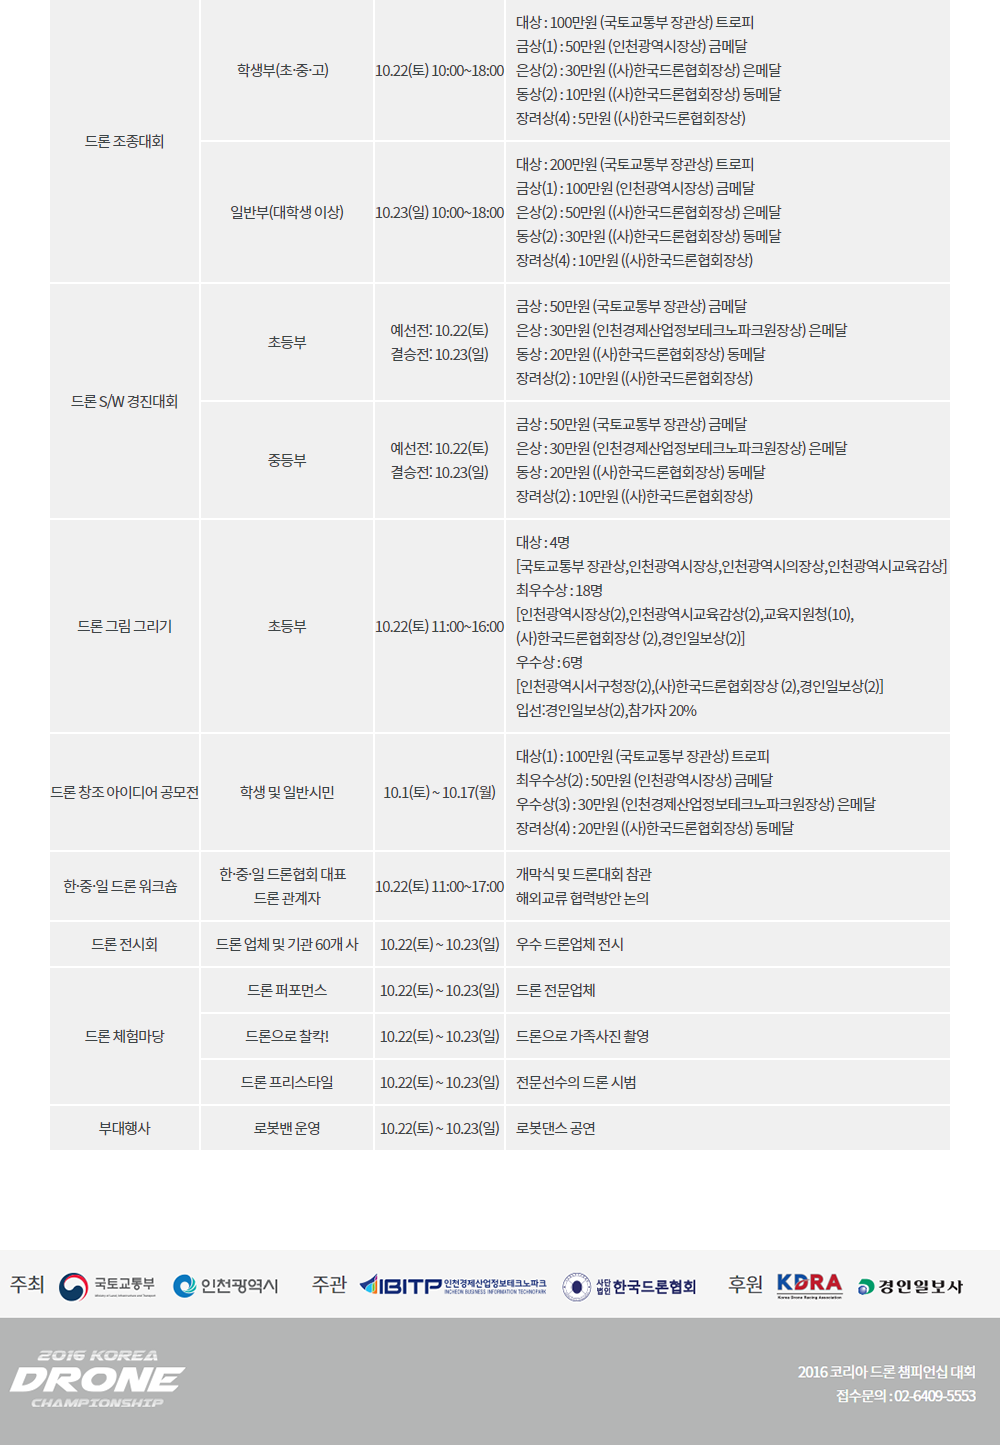 드론 조종대회
학생부(초·중·고)
10.22(토) 10:00~18:00
대상 : 100만원 (국토교통부 장관상) 트로피
금상(1) : 50만원 (인천광역시장상) 금메달
은상(2) : 30만원 ((사)한국드론협회장상) 은메달
동상(2) : 10만원 ((사)한국드론협회장상) 동메달
장려상(4) : 5만원 ((사)한국드론협회장상)
일반부(대학생 이상)
10.23(일) 10:00~18:00
대상 : 200만원 (국토교통부 장관상) 트로피
금상(1) : 100만원 (인천광역시장상) 금메달
은상(2) : 50만원 ((사)한국드론협회장상) 은메달
동상(2) : 30만원 ((사)한국드론협회장상) 동메달
장려상(4) : 10만원 ((사)한국드론협회장상)
드론 S/W 경진대회
초등부
예선전: 10.22(토)
결승전: 10.23(일)
금상 : 50만원 (국토교통부 장관상) 금메달
은상 : 30만원 (인천경제산업정보테크노파크원장상) 은메달
동상 : 20만원 ((사)한국드론협회장상) 동메달
장려상(2) : 10만원 ((사)한국드론협회장상)
중등부
예선전: 10.22(토)
결승전: 10.23(일)
금상 : 50만원 (국토교통부 장관상) 금메달
은상 : 30만원 (인천경제산업정보테크노파크원장상) 은메달
동상 : 20만원 ((사)한국드론협회장상) 동메달
장려상(2) : 10만원 ((사)한국드론협회장상)
드론 그림 그리기
초등부
10.22(토) 11:00~16:00
대상 : 4명
[국토교통부 장관상,인천광역시장상,인천광역시의장상,인천광역시교육감상]
최우수상 : 18명
[인천광역시장상(2),인천광역시교육감상(2),교육지원청(10),
(사)한국드론협회장상 (2),경인일보상(2)]
우수상 : 6명
[인천광역시서구청장(2),(사)한국드론협회장상 (2),경인일보상(2)]
입선:경인일보상(2),참가자 20%
드론 창조 아이디어 공모전
학생 및 일반시민
10.1(토) ~ 10.17(월)
대상(1) : 100만원 (국토교통부 장관상) 트로피
최우수상(2) : 50만원 (인천광역시장상) 금메달
우수상(3) : 30만원 (인천경제산업정보테크노파크원장상) 은메달
장려상(4) : 20만원 ((사)한국드론협회장상) 동메달
한·중·일 드론 워크숍
한·중·일 드론협회 대표
드론 관계자
10.22(토) 11:00~17:00
개막식 및 드론대회 참관
해외교류 협력방안 논의
드론 전시회
드론 업체 및 기관 60개 사
10.22(토) ~ 10.23(일)
우수 드론업체 전시
드론 체험마당
드론 퍼포먼스
10.22(토) ~ 10.23(일)
드론 전문업체
드론으로 찰칵!
10.22(토) ~ 10.23(일)
드론으로 가족사진 촬영
드론 프리스타일
10.22(토) ~ 10.23(일)
전문선수의 드론 시범
부대행사
로봇밴 운영
10.22(토) ~ 10.23(일)
로봇댄스 공연
주최
국토교통부
Ministry of Land, Infrastructure and Transport
인천광역시
주관
IBITP
인천경제산업정보테크노파크
INCHEON BUSINESS INFORMATION TECHNOPARK
사단법인 한국드론협회
후원
KDRA
Korea Drone Racing Association
경인일보사
2016 KOREA
DRONE
CHAMPIONSHIP
2016 코리아 드론 챔피언십 대회
접수문의 : 02-6409-5553